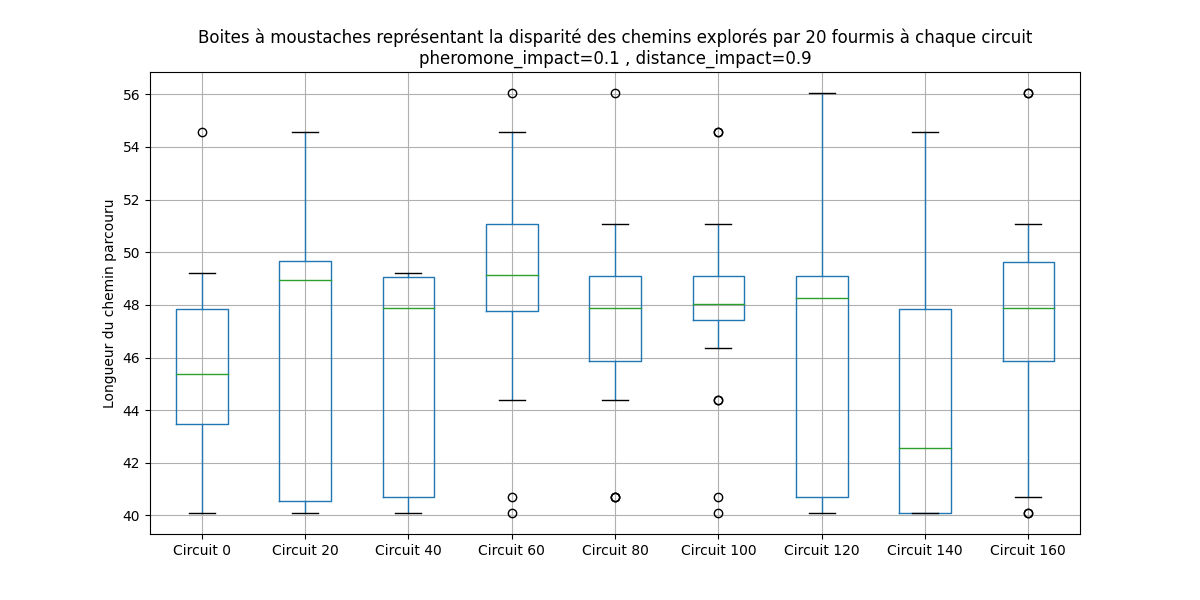 Boites à moustaches représentant la disparité des chemins explorés par 20 fourmis à chaque circuit
pheromone_impact=0.1 , distance_impact=0.9
Longueur du chemin parcouru
56
54
52
50
48
46
44
42
40
Circuit 0
Circuit 20
Circuit 40
Circuit 60
Circuit 80
Circuit 100
Circuit 120
Circuit 140
Circuit 160